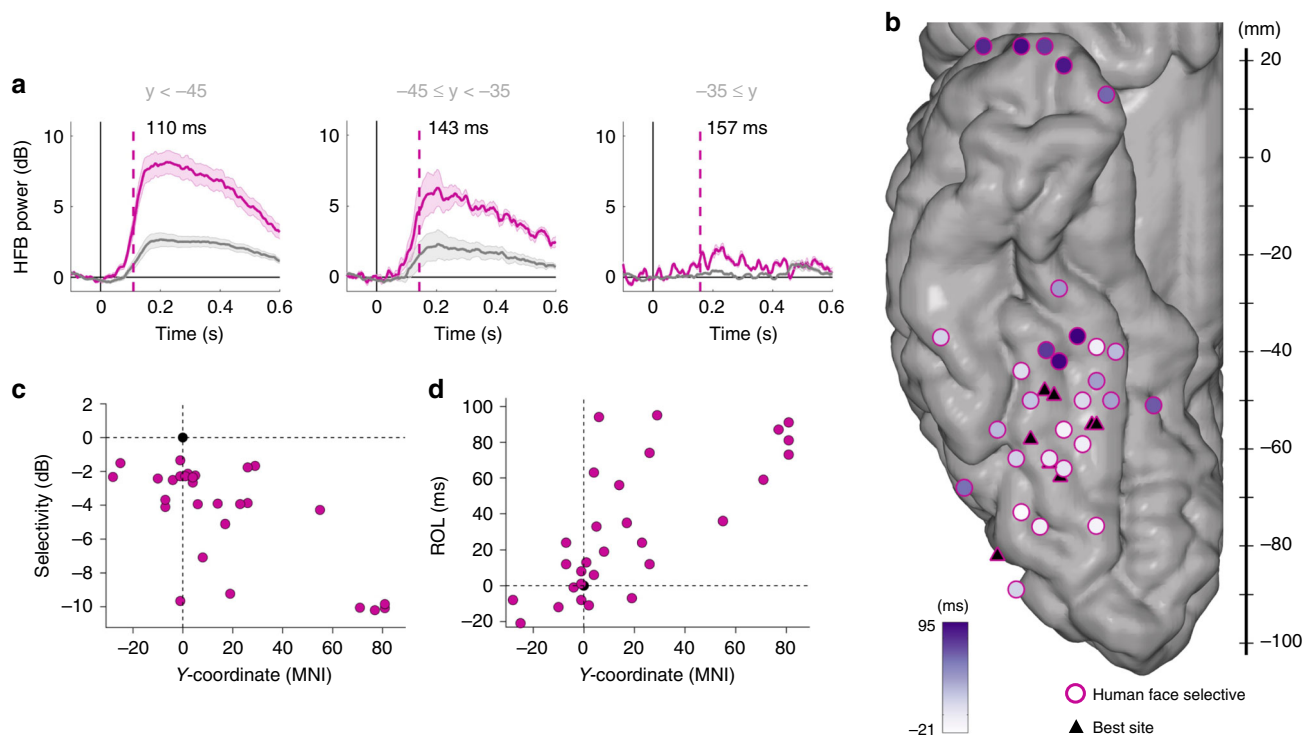 a
y < −45
−45 ≤ y < −35
−35 ≤ y
110 ms
143 ms
157 ms
HFB power (dB)
10
5
0
10
5
0
10
5
0
0 0.2 0.4 0.6
0 0.2 0.4 0.6
0 0.2 0.4 0.6
Time (s)
Time (s)
Time (s)
b
(mm)
20
0
−20
−40
−60
−80
−100
(ms)
95
−21
Human face selective
Best site
c
Selectivity (dB)
2
0
−2
−4
−6
−8
−10
−20 0 20 40 60 80
Y-coordinate (MNI)
d
ROL (ms)
100
80
60
40
20
0
−20
−20 0 20 40 60 80
Y-coordinate (MNI)